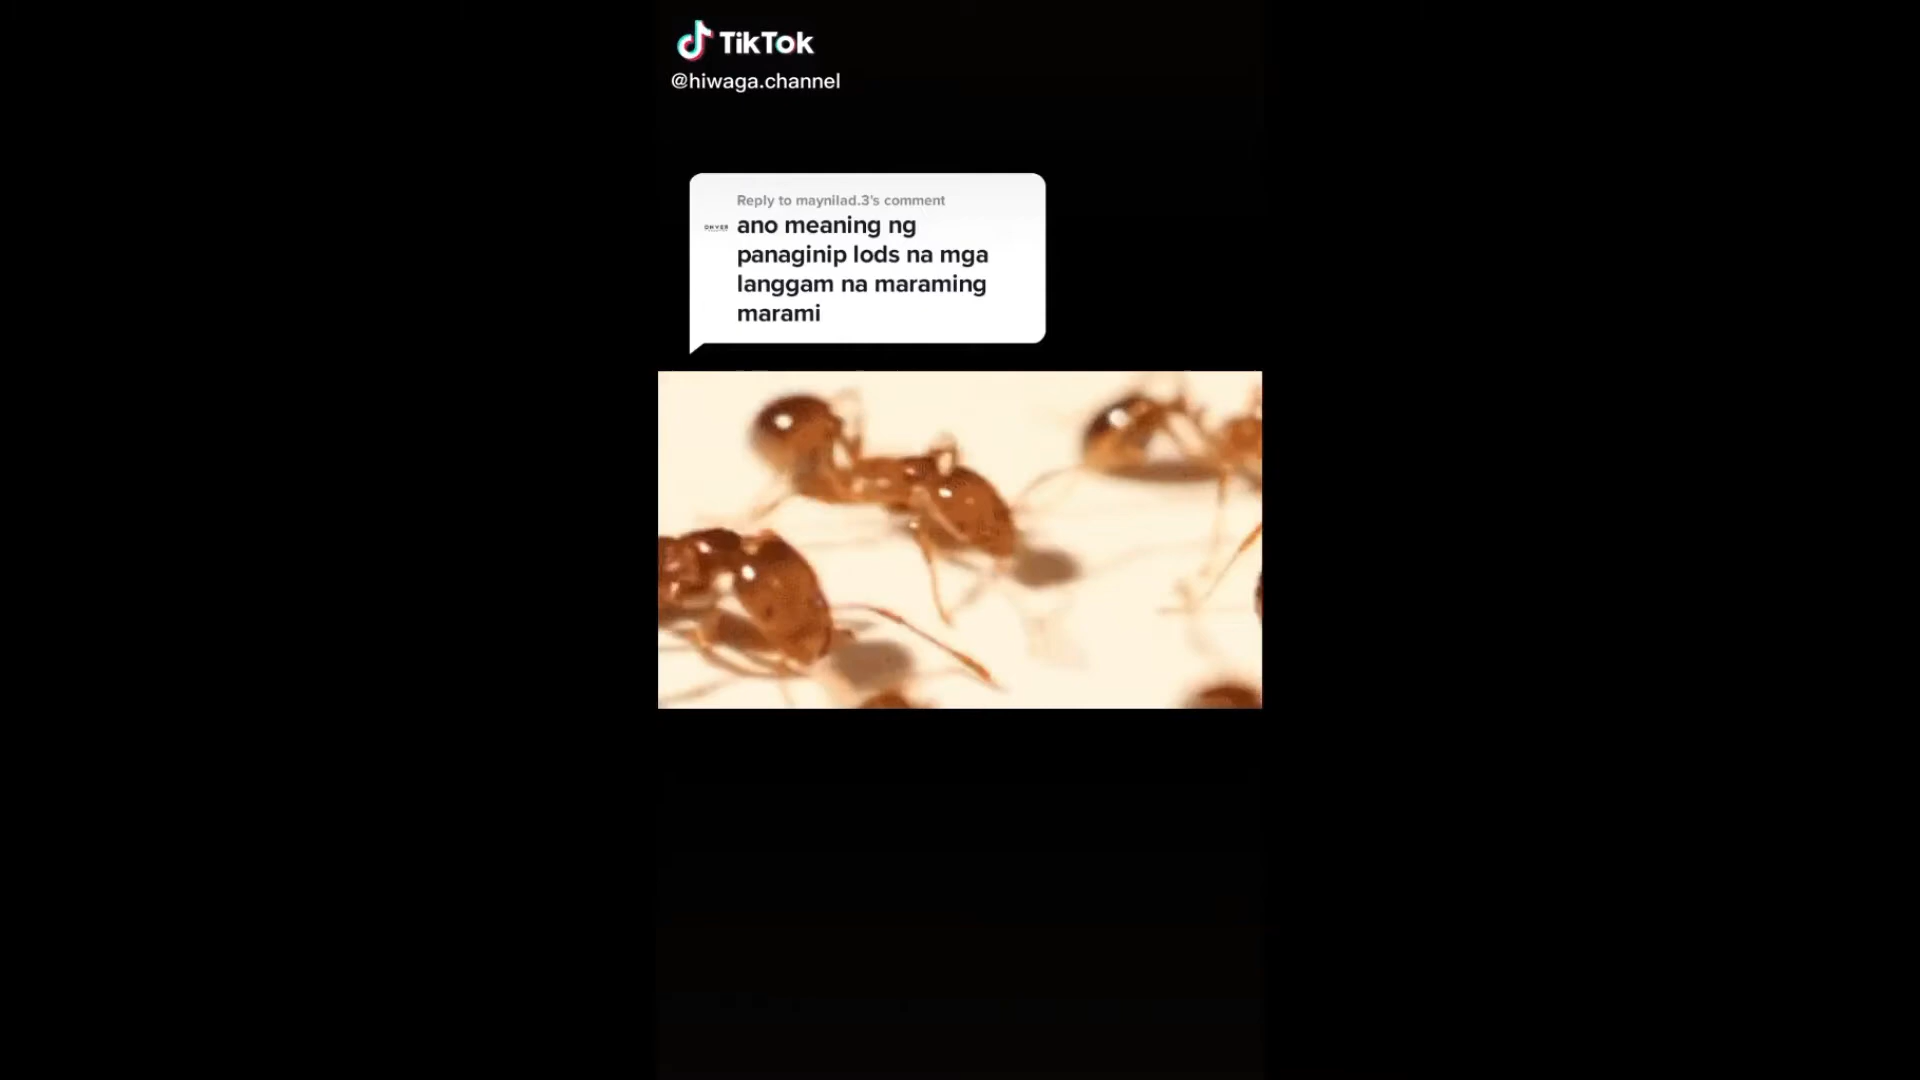 TikTok
@hiwaga.channel
Reply to maynilad.3's comment
ano meaning ng
panaginip lods na mga
langgam na maraming
marami